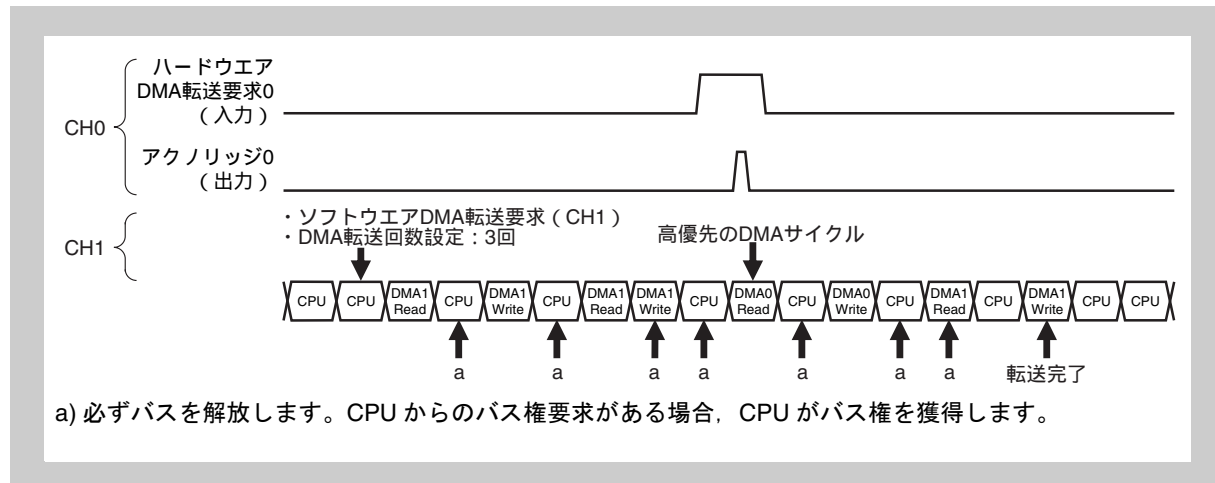 ハードウエア
DMA転送要求0
（入力）
CH0
アクノリッジ0
（出力）
CH1
・ソフトウエアDMA転送要求（CH1）
・DMA転送回数設定：3回
高優先のDMAサイクル
CPU CPU DMA1 Read CPU DMA1 Write CPU DMA1 Read DMA1 Write CPU DMA0 Read CPU DMA0 Write CPU DMA1 Read CPU DMA1 Write CPU CPU
a a a a a a a 転送完了
a) 必ずバスを解放します。CPU からのバス権要求がある場合，CPU がバス権を獲得します。